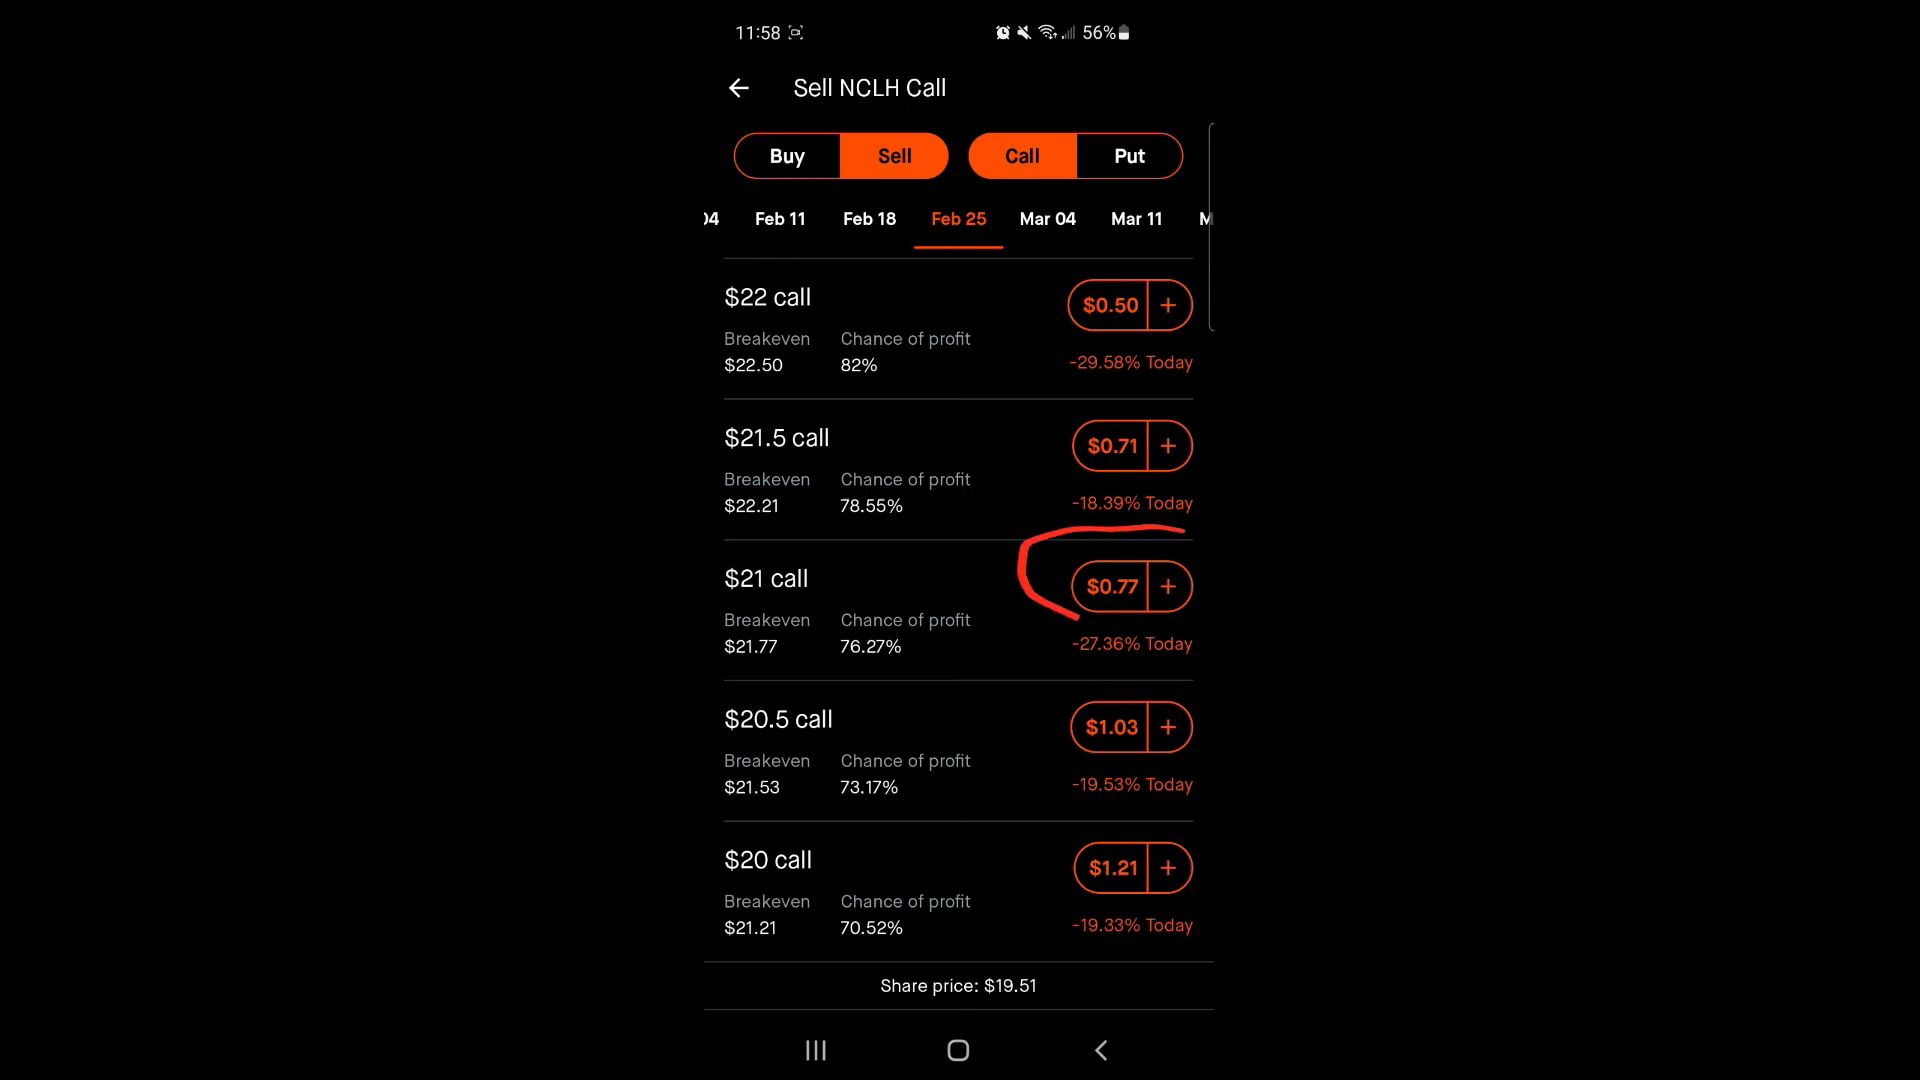 11:58 56%
Sell NCLH Call
Buy Sell Call Put
04 Feb 11 Feb 18 Feb 25 Mar 04 Mar 11 M
$22 call $0.50 +
Breakeven Chance of profit
$22.50 82% -29.58% Today
$21.5 call $0.71 +
Breakeven Chance of profit
$22.21 78.55% -18.39% Today
$21 call $0.77 +
Breakeven Chance of profit
$21.77 76.27% -27.36% Today
$20.5 call $1.03 +
Breakeven Chance of profit
$21.53 73.17% -19.53% Today
$20 call $1.21 +
Breakeven Chance of profit
$21.21 70.52% -19.33% Today
Share price: $19.51